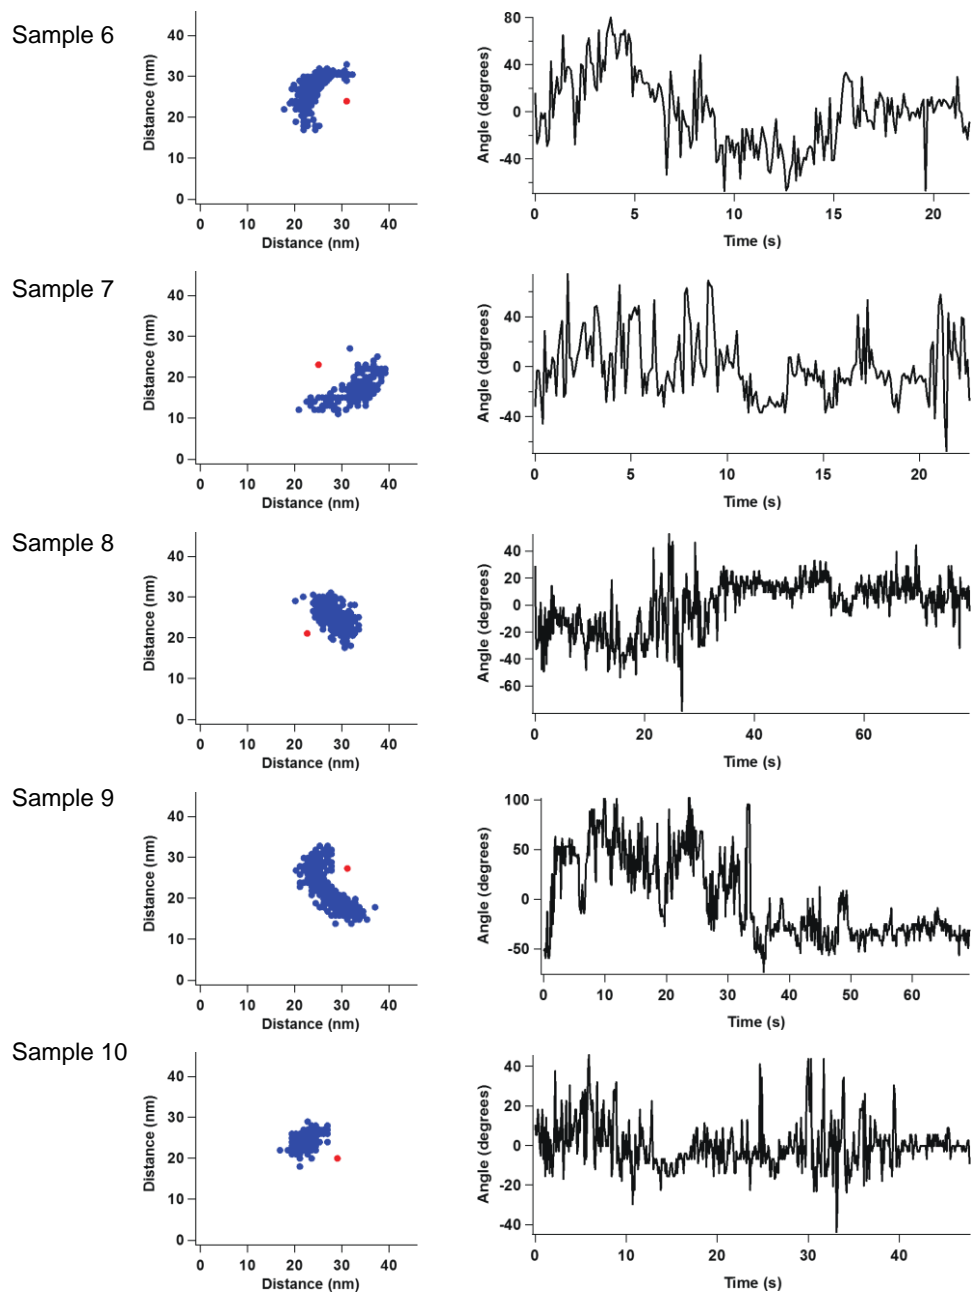 Sample 6
Distance (nm)
40
30
20
10
0
0 10 20 30 40
Distance (nm)
Angle (degrees)
80
40
0
-40
0 5 10 15 20
Time (s)
Sample 7
Distance (nm)
40
30
20
10
0
0 10 20 30 40
Distance (nm)
Angle (degrees)
40
0
-40
0 5 10 15 20
Time (s)
Sample 8
Distance (nm)
40
30
20
10
0
0 10 20 30 40
Distance (nm)
Angle (degrees)
40
20
0
-20
-40
-60
0 20 40 60
Time (s)
Sample 9
Distance (nm)
40
30
20
10
0
0 10 20 30 40
Distance (nm)
Angle (degrees)
100
50
0
-50
0 10 20 30 40 50 60
Time (s)
Sample 10
Distance (nm)
40
30
20
10
0
0 10 20 30 40
Distance (nm)
Angle (degrees)
40
20
0
-20
-40
0 10 20 30 40
Time (s)